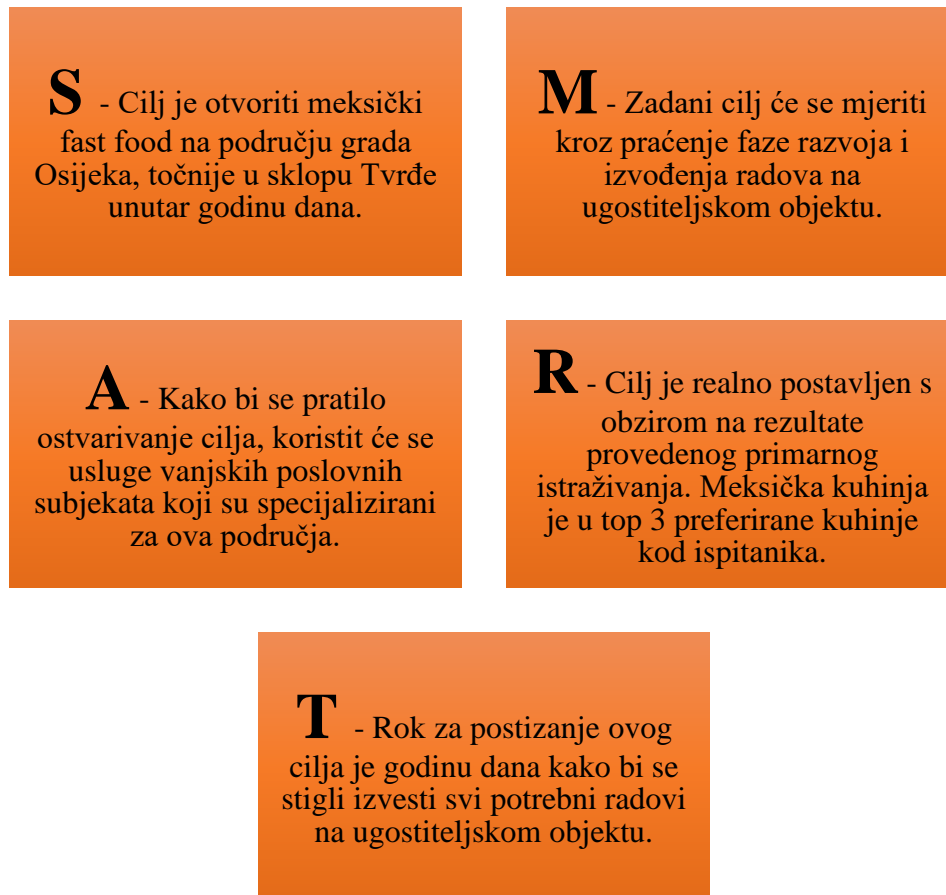 S - Cilj je otvoriti meksički
fast food na području grada
Osijeka, točnije u sklopu Tvrđe
unutar godinu dana.
M - Zadani cilj će se mjeriti
kroz praćenje faze razvoja i
izvođenja radova na
ugostiteljskom objektu.
A - Kako bi se pratilo
ostvarivanje cilja, koristit će se
usluge vanjskih poslovnih
subjekata koji su specijalizirani
za ova područja.
R - Cilj je realno postavljen s
obzirom na rezultate
provedenog primarnog
istraživanja. Meksička kuhinja
je u top 3 preferirane kuhinje
kod ispitanika.
T - Rok za postizanje ovog
cilja je godinu dana kako bi se
stigli izvesti svi potrebni radovi
na ugostiteljskom objektu.